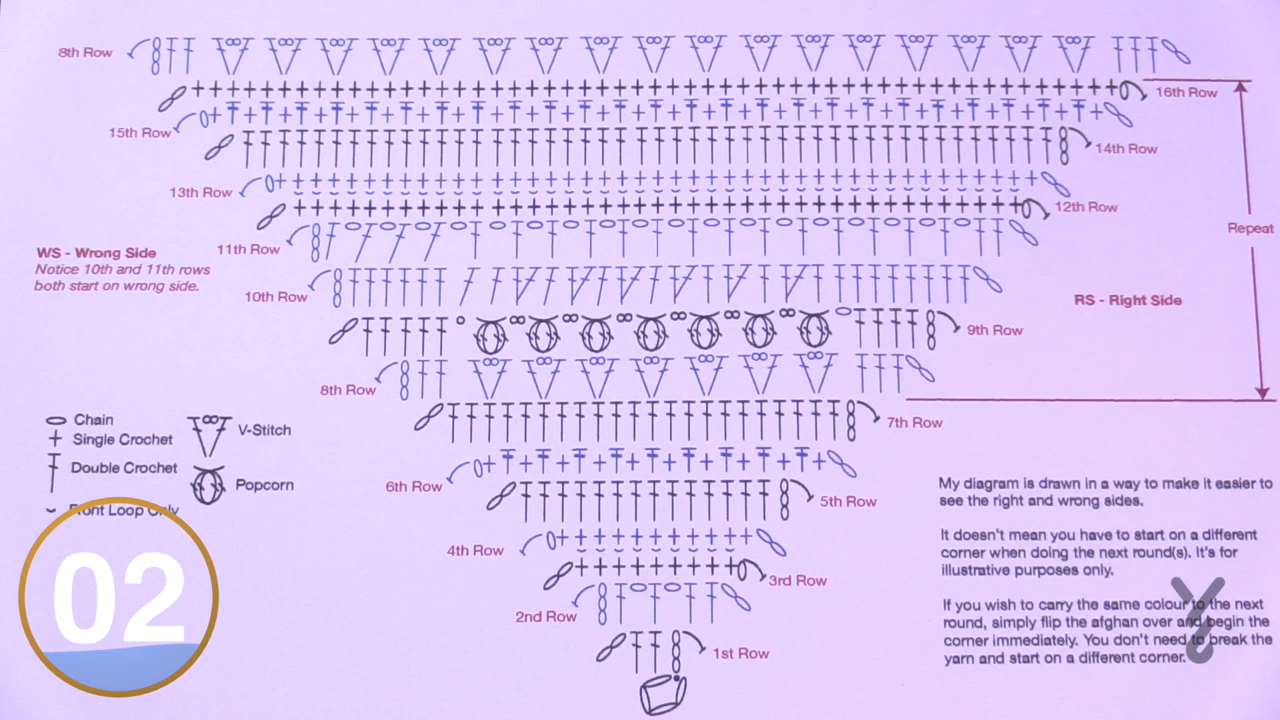 8th Row
16th Row
15th Row
14th Row
13th Row
12th Row
11th Row
Repeat
WS - Wrong Side
Notice 10th and 11th rows
both start on wrong side.
10th Row
RS - Right Side
9th Row
8th Row
7th Row
Chain
Single Crochet
V-Stitch
Double Crochet
Popcorn
Front Loop Only
6th Row
5th Row
4th Row
3rd Row
2nd Row
1st Row
My diagram is drawn in a way to make it easier to
see the right and wrong sides.
It doesn't mean you have to start on a different
corner when doing the next round(s). It's for
illustrative purposes only.
If you wish to carry the same colour to the next
round, simply flip the afghan over and begin the
corner immediately. You don't need to break the
yarn and start on a different corner.
02